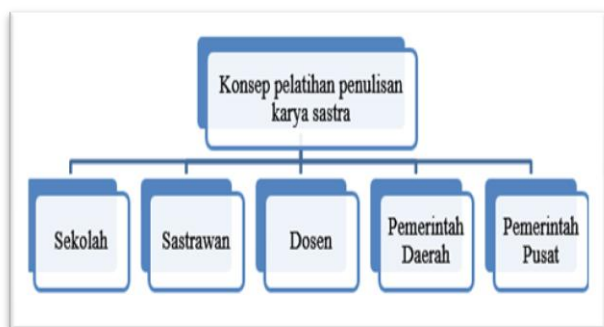 Konsep pelatihan penulisan
karya sastra
Sekolah
Sastrawan
Dosen
Pemerintah
Daerah
Pemerintah
Pusat